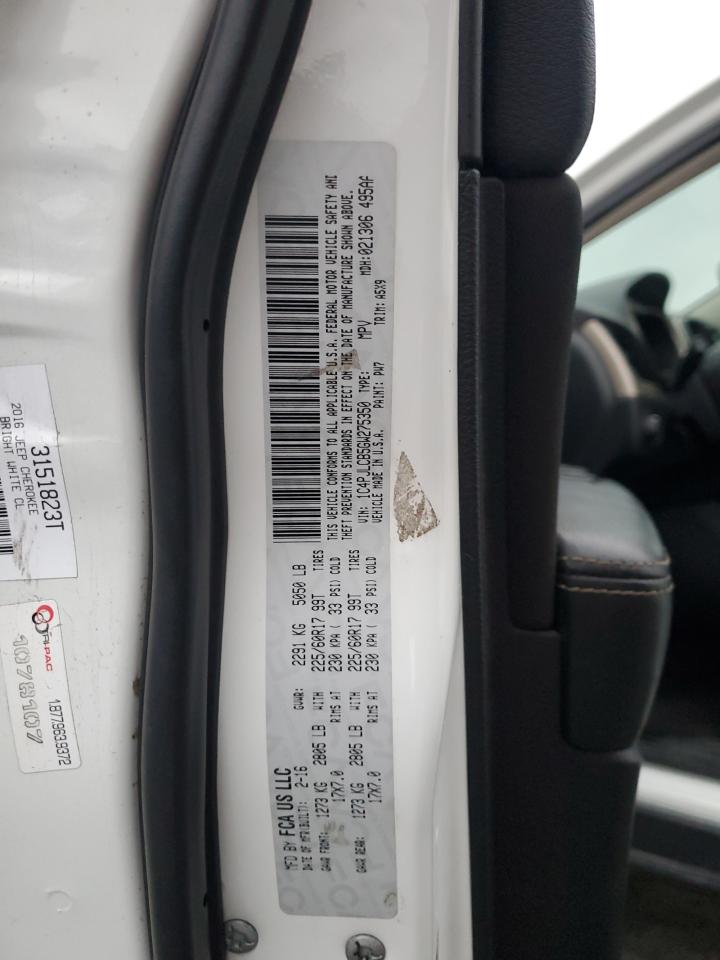 MFD BY FCA US LLC
DATE OF MFR(BUILT): 2-16 GVWR: 2291 KG 5050 LB
GAWR FRONT: 1273 KG 2805 LB WITH 225/60R17 99T TIRES
17X7.0 RIMS AT 230 KPA ( 33 PSI) COLD
GAWR REAR: 1273 KG 2805 LB WITH 225/60R17 99T TIRES
17X7.0 RIMS AT 230 KPA ( 33 PSI) COLD
THIS VEHICLE CONFORMS TO ALL APPLICABLE U.S.A. FEDERAL MOTOR VEHICLE SAFETY AND
THEFT PREVENTION STANDARDS IN EFFECT ON THE DATE OF MANUFACTURE SHOWN ABOVE.
VIN: 1C4PJLCB5GW275350 TYPE: MPV MDH:021306 495AF
VEHICLE MADE IN U.S.A. PAINT: PW7 TRIM: A5X9
3151823T
2016 JEEP CHEROKEE
BRIGHT WHITE CL
TRI-PAC
18779639372
1078107